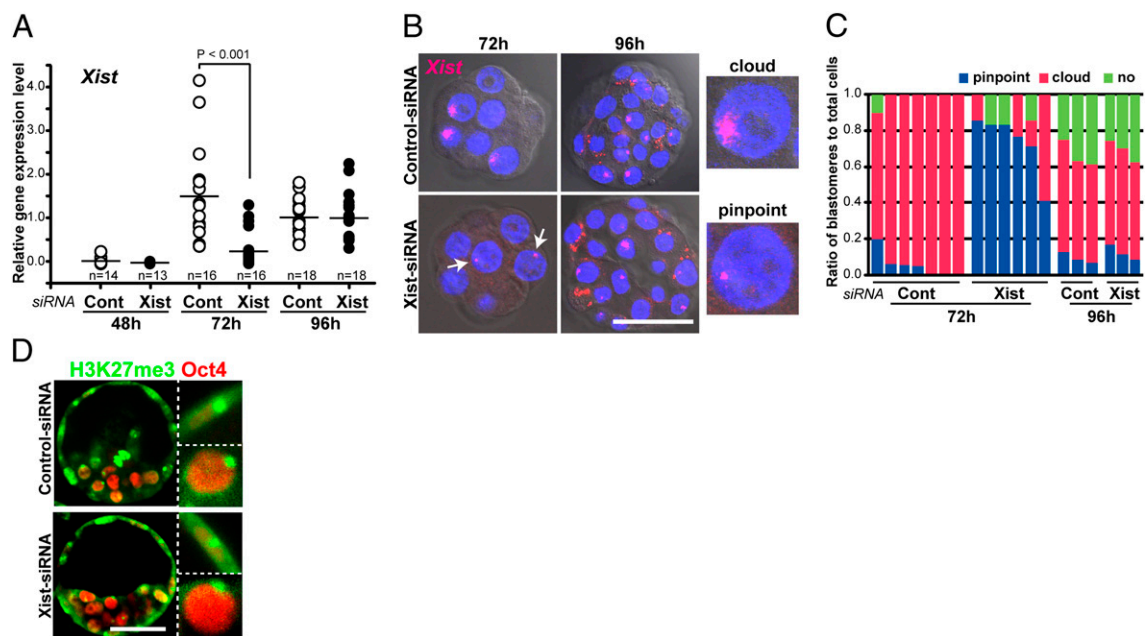 A
Xist
P < 0.001
Relative gene expression level
4.0
3.0
2.0
1.0
0.0
n=14 n=13 n=16 n=16 n=18 n=18
siRNA Cont Xist Cont Xist Cont Xist
48h 72h 96h
B
72h 96h
Xist
Control-siRNA
Xist-siRNA
cloud
pinpoint
C
pinpoint cloud no
Ratio of blastomeres to total cells
1.0
0.8
0.6
0.4
0.2
0.0
siRNA Cont Xist Cont Xist
72h 96h
D
H3K27me3 Oct4
Control-siRNA
Xist-siRNA